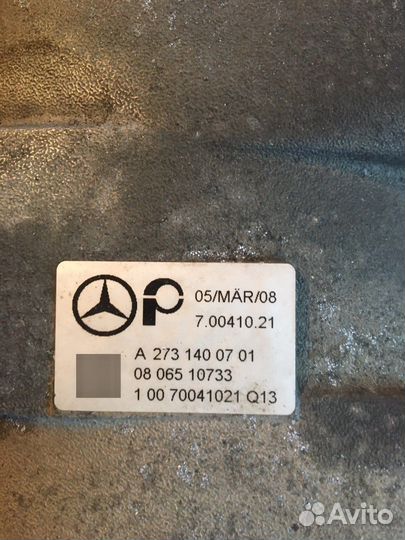 05/MÄR/08
7.00410.21
A 273 140 07 01
08 065 10733
1 00 70041021 Q13
Avito